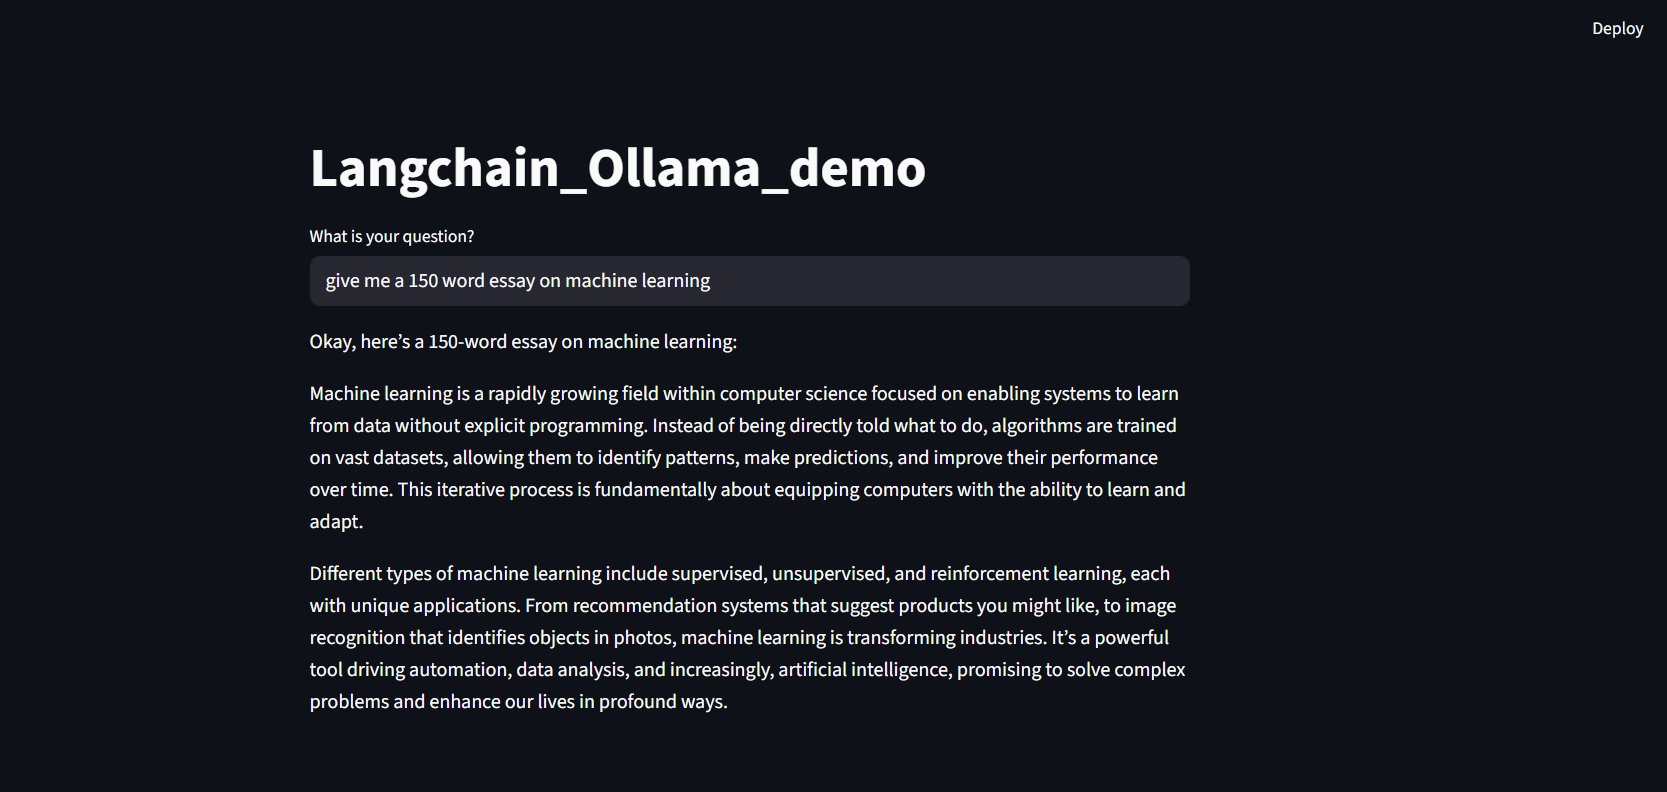 Deploy
Langchain_Ollama_demo
What is your question?
give me a 150 word essay on machine learning
Okay, here’s a 150-word essay on machine learning:
Machine learning is a rapidly growing field within computer science focused on enabling systems to learn
from data without explicit programming. Instead of being directly told what to do, algorithms are trained
on vast datasets, allowing them to identify patterns, make predictions, and improve their performance
over time. This iterative process is fundamentally about equipping computers with the ability to learn and
adapt.
Different types of machine learning include supervised, unsupervised, and reinforcement learning, each
with unique applications. From recommendation systems that suggest products you might like, to image
recognition that identifies objects in photos, machine learning is transforming industries. It’s a powerful
tool driving automation, data analysis, and increasingly, artificial intelligence, promising to solve complex
problems and enhance our lives in profound ways.